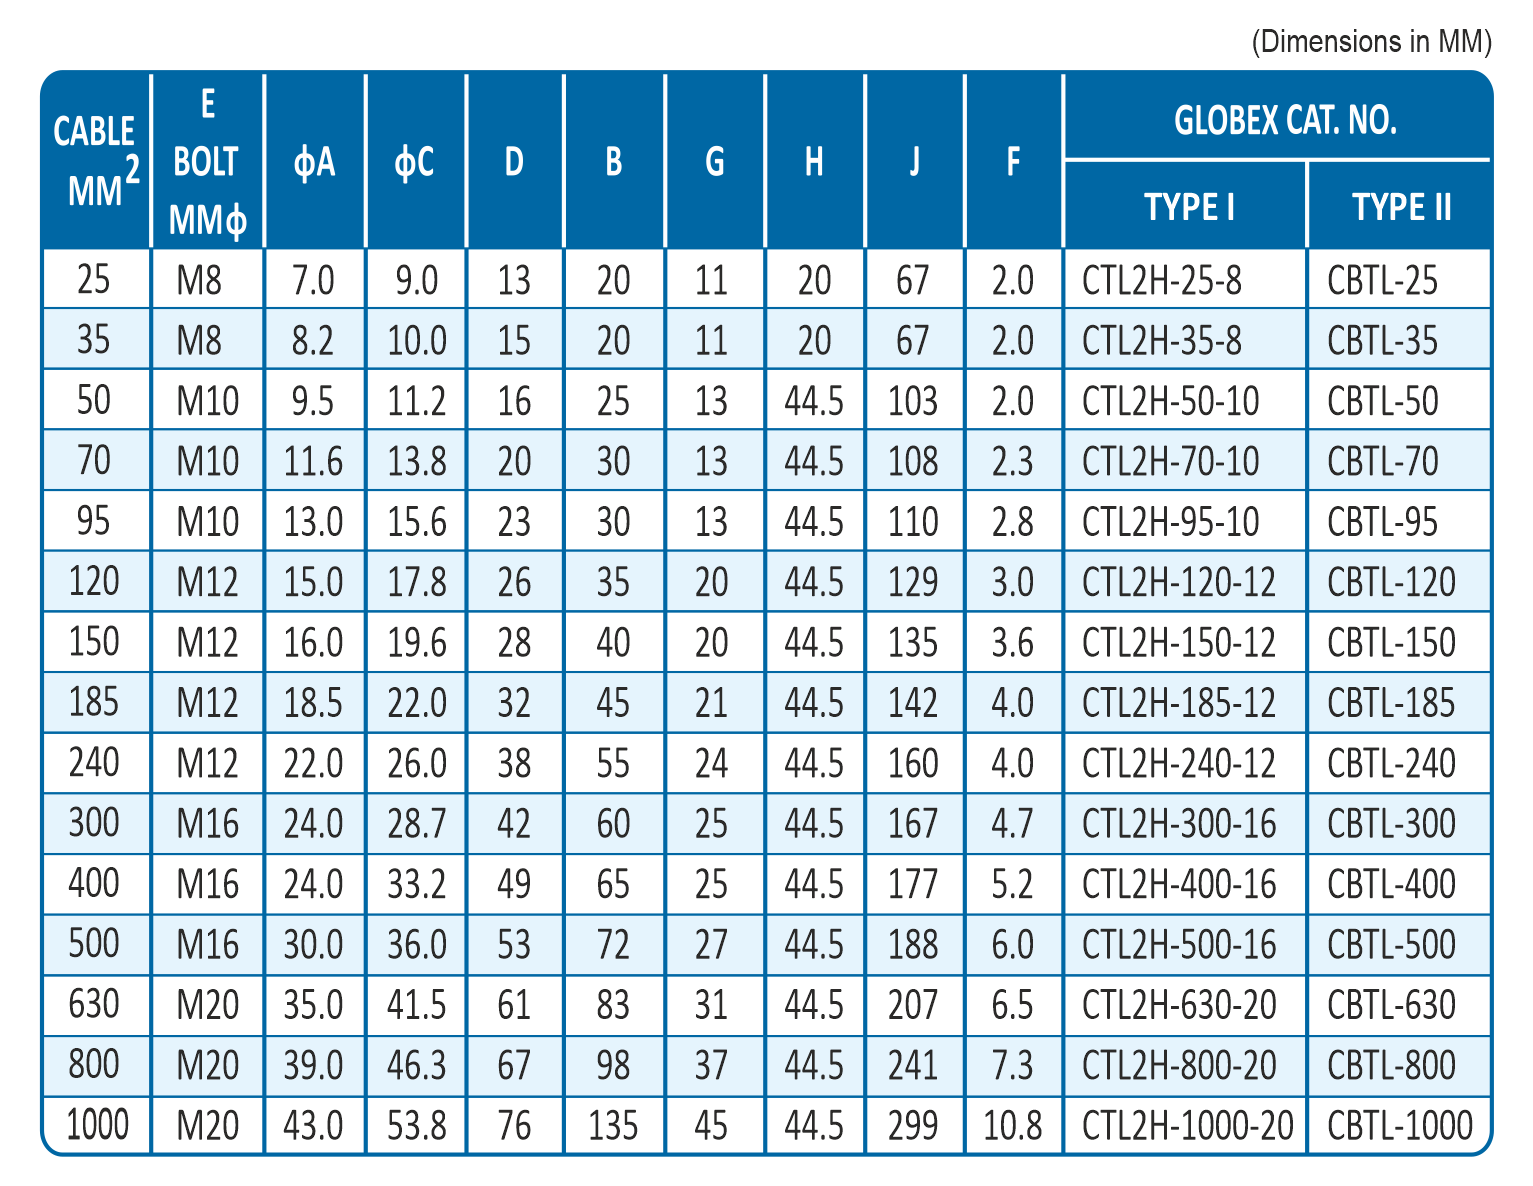 (Dimensions in MM)
CABLE MM² E BOLT MMϕ ϕA ϕC D B G H J F GLOBEX CAT. NO.
TYPE I TYPE II
25 M8 7.0 9.0 13 20 11 20 67 2.0 CTL2H-25-8 CBTL-25
35 M8 8.2 10.0 15 20 11 20 67 2.0 CTL2H-35-8 CBTL-35
50 M10 9.5 11.2 16 25 13 44.5 103 2.0 CTL2H-50-10 CBTL-50
70 M10 11.6 13.8 20 30 13 44.5 108 2.3 CTL2H-70-10 CBTL-70
95 M10 13.0 15.6 23 30 13 44.5 110 2.8 CTL2H-95-10 CBTL-95
120 M12 15.0 17.8 26 35 20 44.5 129 3.0 CTL2H-120-12 CBTL-120
150 M12 16.0 19.6 28 40 20 44.5 135 3.6 CTL2H-150-12 CBTL-150
185 M12 18.5 22.0 32 45 21 44.5 142 4.0 CTL2H-185-12 CBTL-185
240 M12 22.0 26.0 38 55 24 44.5 160 4.0 CTL2H-240-12 CBTL-240
300 M16 24.0 28.7 42 60 25 44.5 167 4.7 CTL2H-300-16 CBTL-300
400 M16 24.0 33.2 49 65 25 44.5 177 5.2 CTL2H-400-16 CBTL-400
500 M16 30.0 36.0 53 72 27 44.5 188 6.0 CTL2H-500-16 CBTL-500
630 M20 35.0 41.5 61 83 31 44.5 207 6.5 CTL2H-630-20 CBTL-630
800 M20 39.0 46.3 67 98 37 44.5 241 7.3 CTL2H-800-20 CBTL-800
1000 M20 43.0 53.8 76 135 45 44.5 299 10.8 CTL2H-1000-20 CBTL-1000